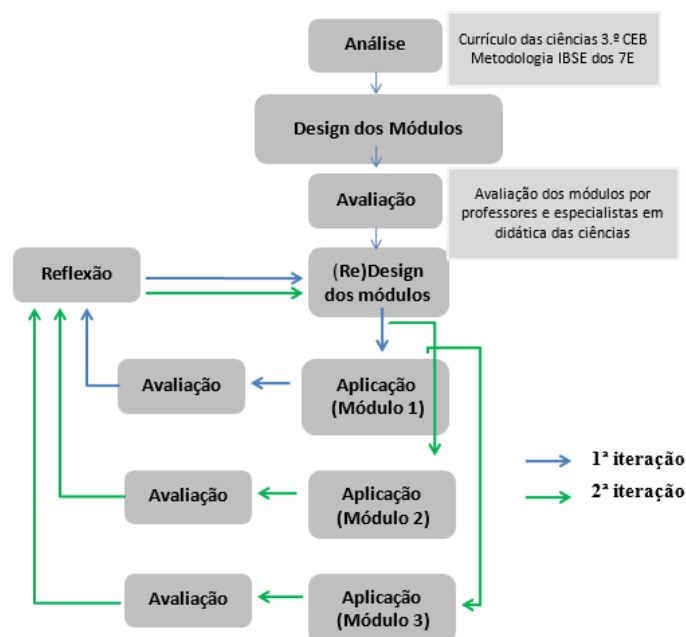 Análise
Currículo das ciências 3.º CEB
Metodologia IBSE dos 7E
Design dos Módulos
Avaliação
Avaliação dos módulos por
professores e especialistas em
didática das ciências
Reflexão
(Re)Design
dos módulos
Avaliação
Aplicação
(Módulo 1)
1ª iteração
2ª iteração
Avaliação
Aplicação
(Módulo 2)
Avaliação
Aplicação
(Módulo 3)